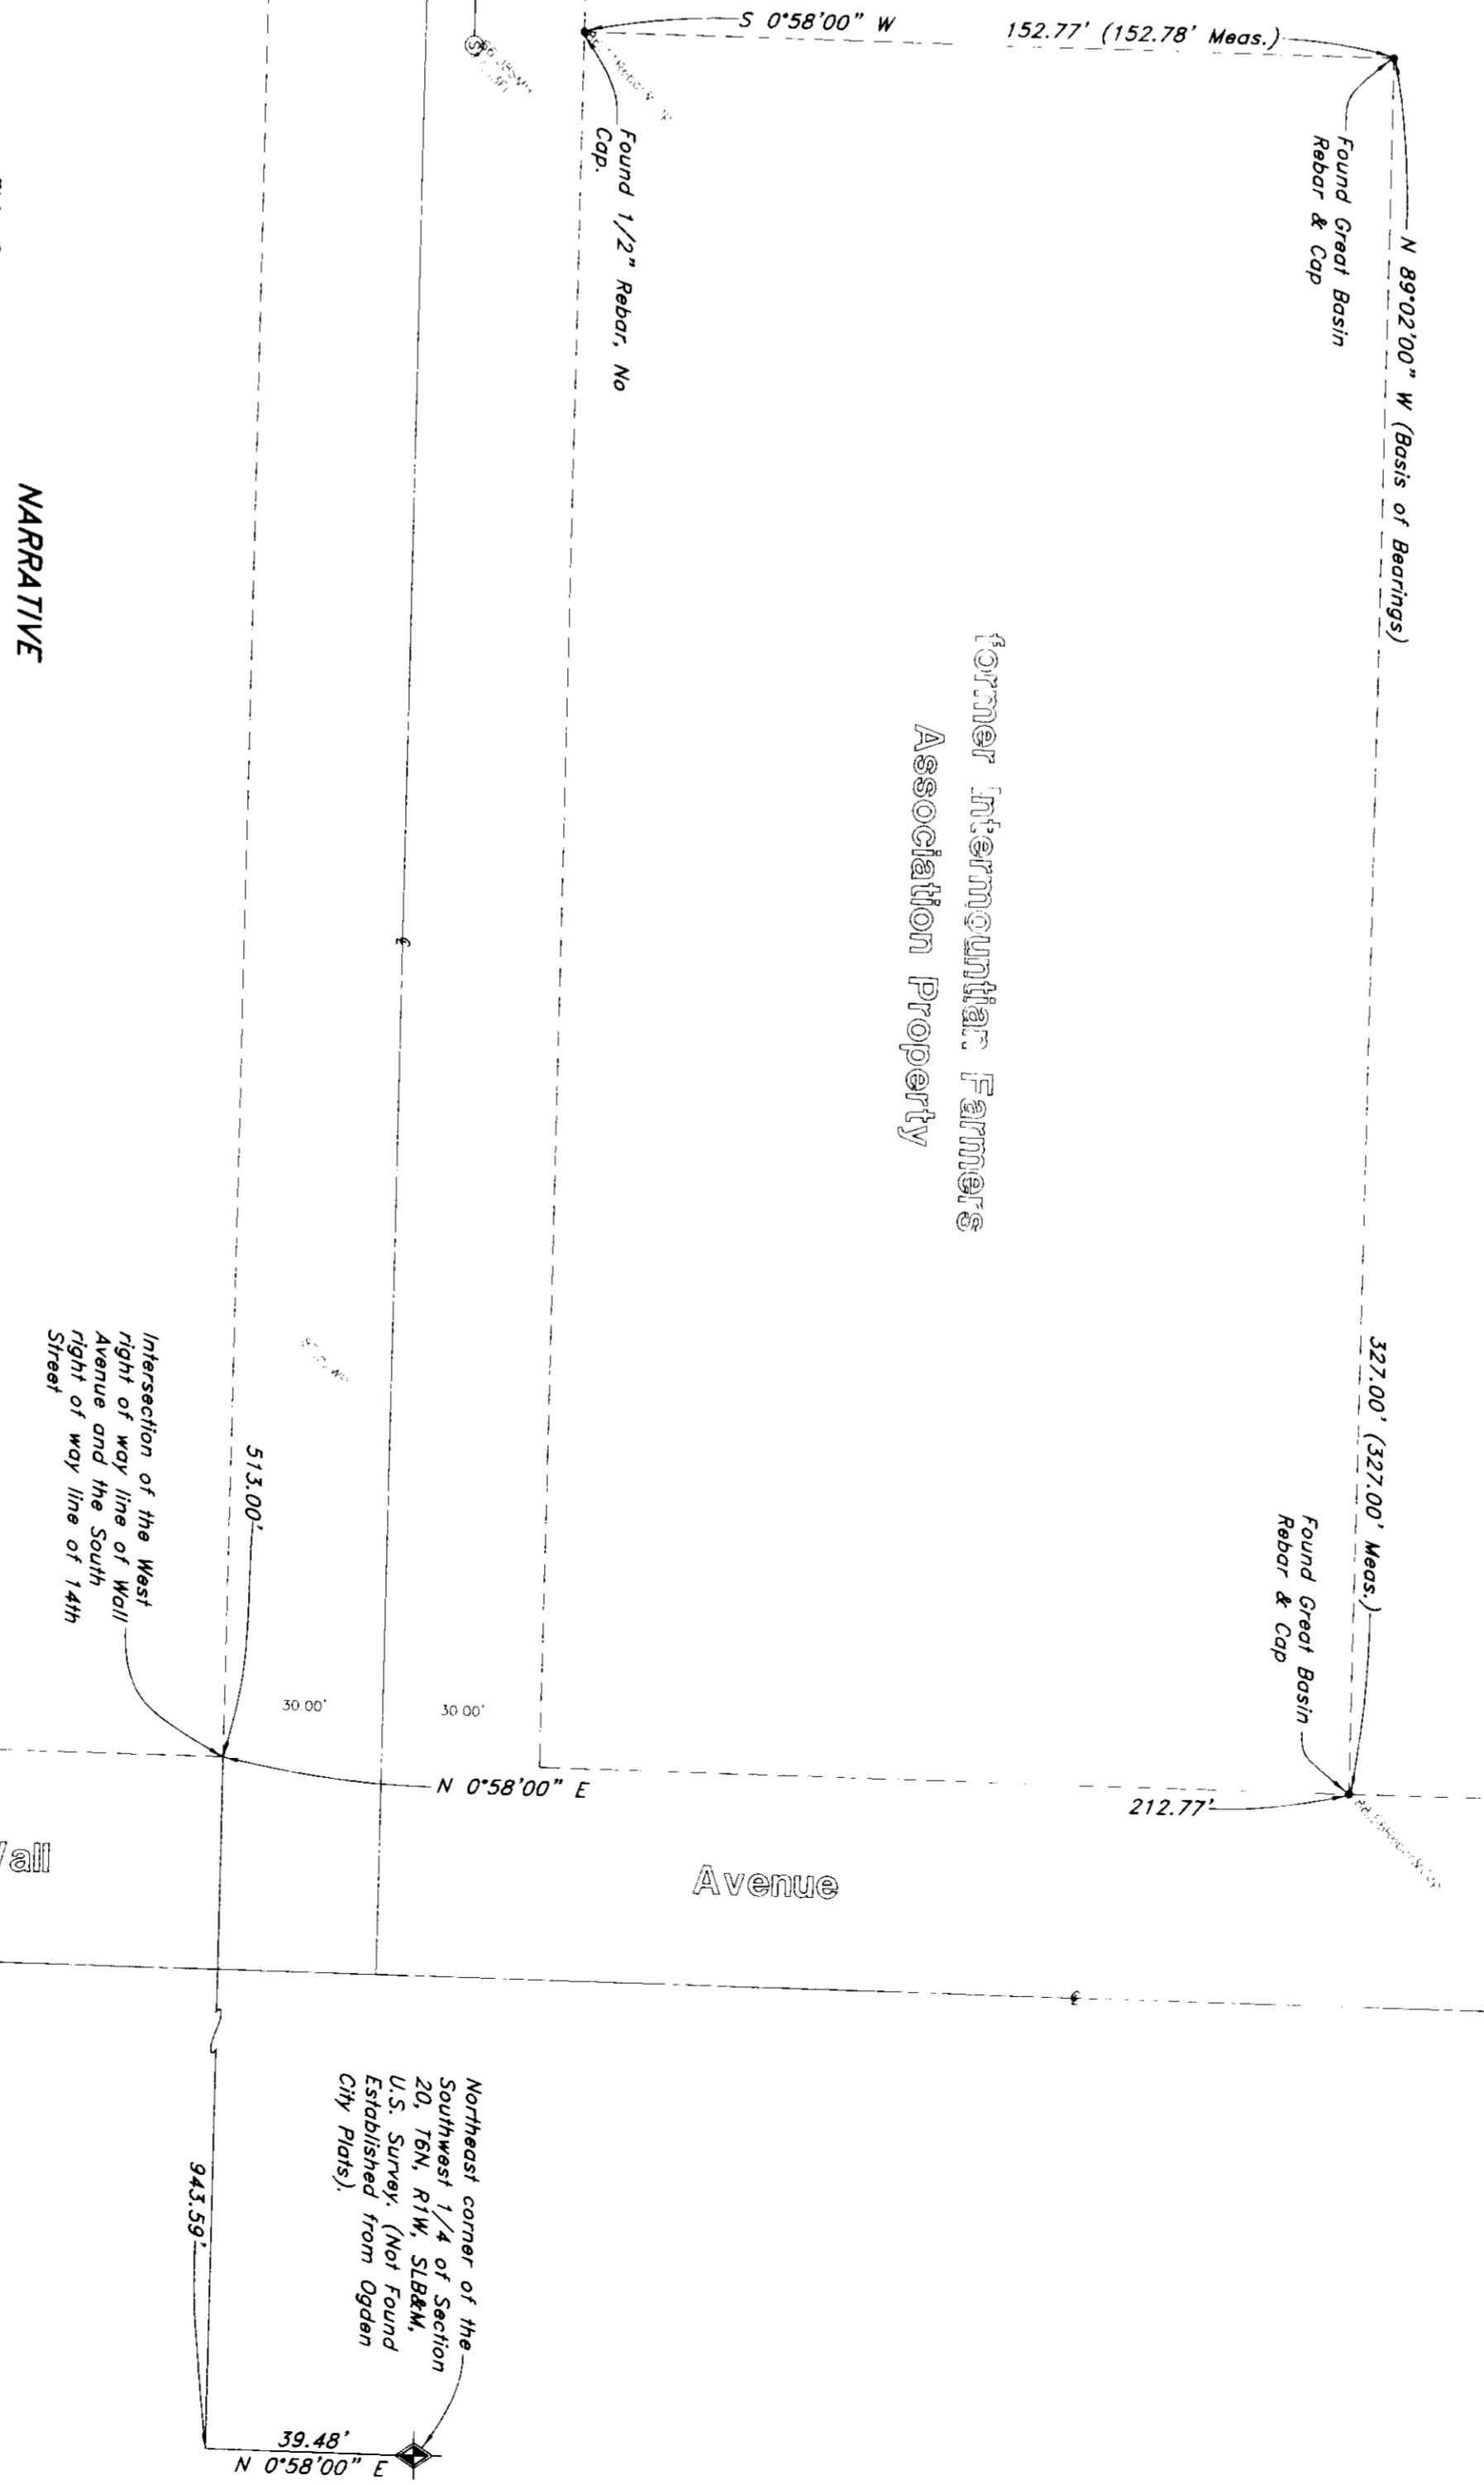 S 0°58'00" W
152.77' (152.78' Meas.)
Found 1/2" Rebar, No
Cap.
Found Great Basin
Rebar & Cap
N 89°02'00" W (Basis of Bearings)
327.00' (327.00' Meas.)
Found Great Basin
Rebar & Cap
former Intermountian Farmers
Association Property
NARRATIVE
513.00'
Intersection of the West
right of way line of Wall
Avenue and the South
right of way line of 14th
Street
30.00'
30.00'
N 0°58'00" E
212.77'
Avenue
Northeast corner of the
Southwest 1/4 of Section
20, T6N, R1W, SLB&M,
U.S. Survey. (Not Found
Established from Ogden
City Plats).
943.59'
39.48'
N 0°58'00" E